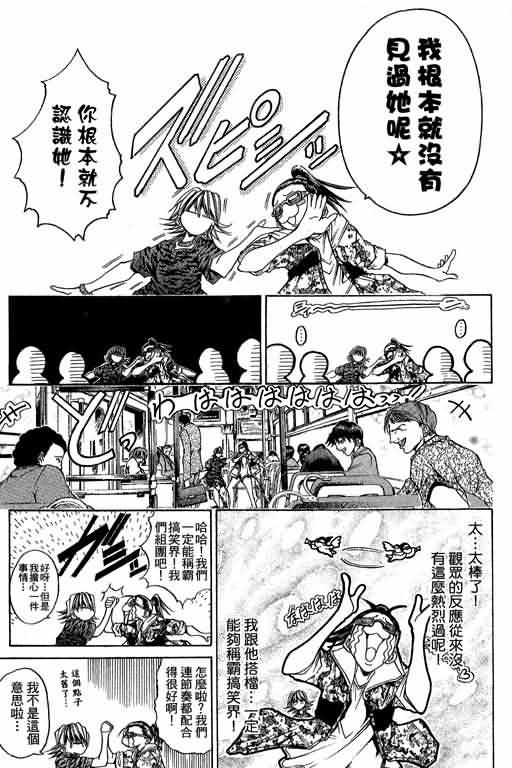 我根本就沒有
見過她呢☆
ズビシッ
你根本就不
認識她！
…
…
どっ
わはははははは
太…太棒了！
觀眾的反應從來沒
有這麼熱烈過呢！
我跟他搭檔…一定
能夠稱霸搞笑界！
哈哈！我們
一定能稱霸
搞笑界！我
們組團吧！
好呀…但是
我擔心一件
事情…
怎麼啦？我們
連節奏都配合
得很好啊！
這個點子
太舊了…
我不是這個
意思啦…